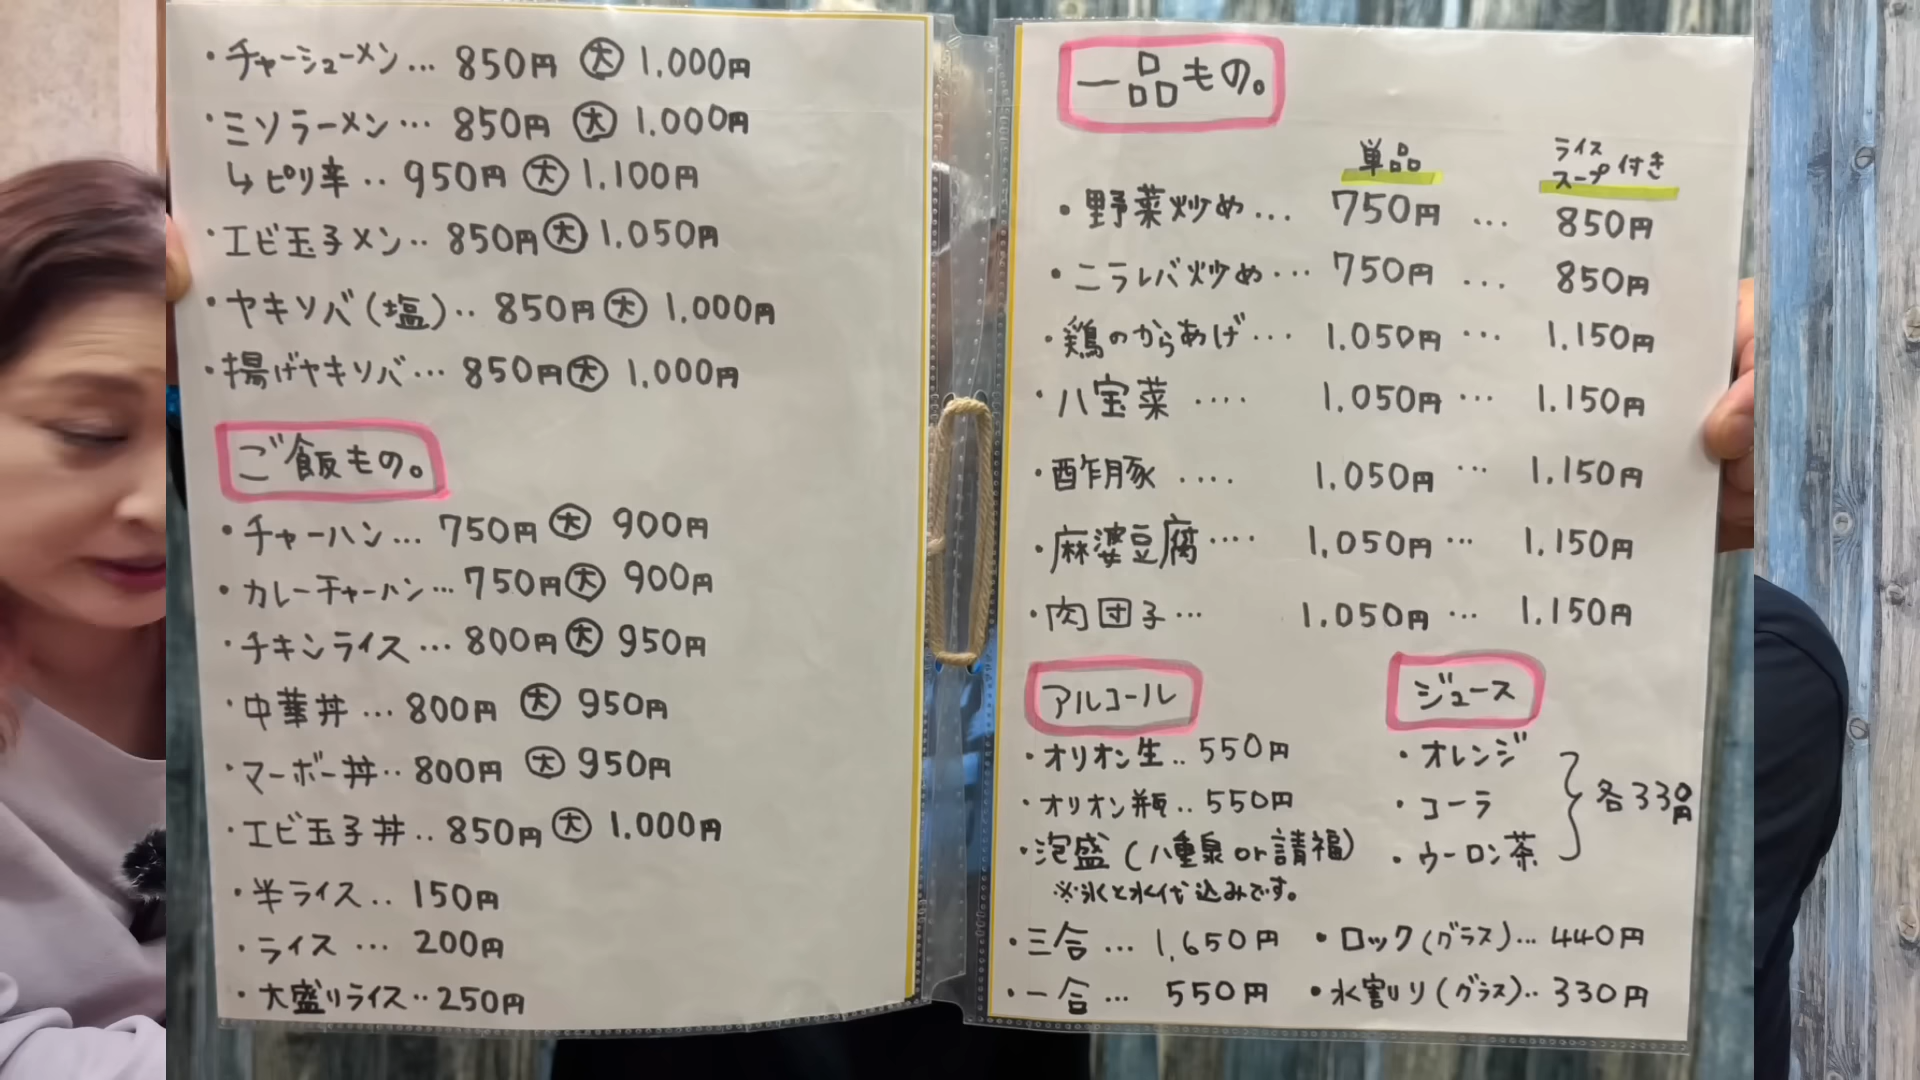 ・チャーシューメン… 850円 大 1,000円
・ミソラーメン… 850円 大 1.000円
↳ピリ辛‥950円 大 1.100円
・エビ玉子メン‥850円 大 1.050円
・ヤキソバ(塩)‥850円 大 1.000円
・揚げヤキソバ… 850円 大 1.000円
ご飯もの。
・チャーハン… 750円 大 900円
・カレーチャーハン…750円 大 900円
・チキンライス…800円 大 950円
・中華丼…800円 大 950円
・マーボー丼‥800円 大 950円
・エビ玉子丼‥850円 大 1.000円
・半ライス‥150円
・ライス…200円
・大盛りライス‥250円
一品もの。
単品 ライス スープ 付き
・野菜炒め… 750円 … 850円
・ニラレバ炒め… 750円 … 850円
・鶏のからあげ… 1.050円 … 1.150円
・八宝菜 ‥‥ 1.050円 … 1.150円
・酢豚 ‥‥ 1.050円 … 1.150円
・麻婆豆腐‥‥ 1.050円 … 1.150円
・肉団子… 1.050円 … 1.150円
アルコール
・オリオン生‥550円
・オリオン瓶‥550円
・泡盛(八重泉or請福)
※氷と水代込みです。
・三合… 1,650円 ・ロック(グラス)…440円
・一合… 550円 ・水割り(グラス)‥330円
ジュース
・オレンジ
・コーラ
・ウーロン茶
各330円